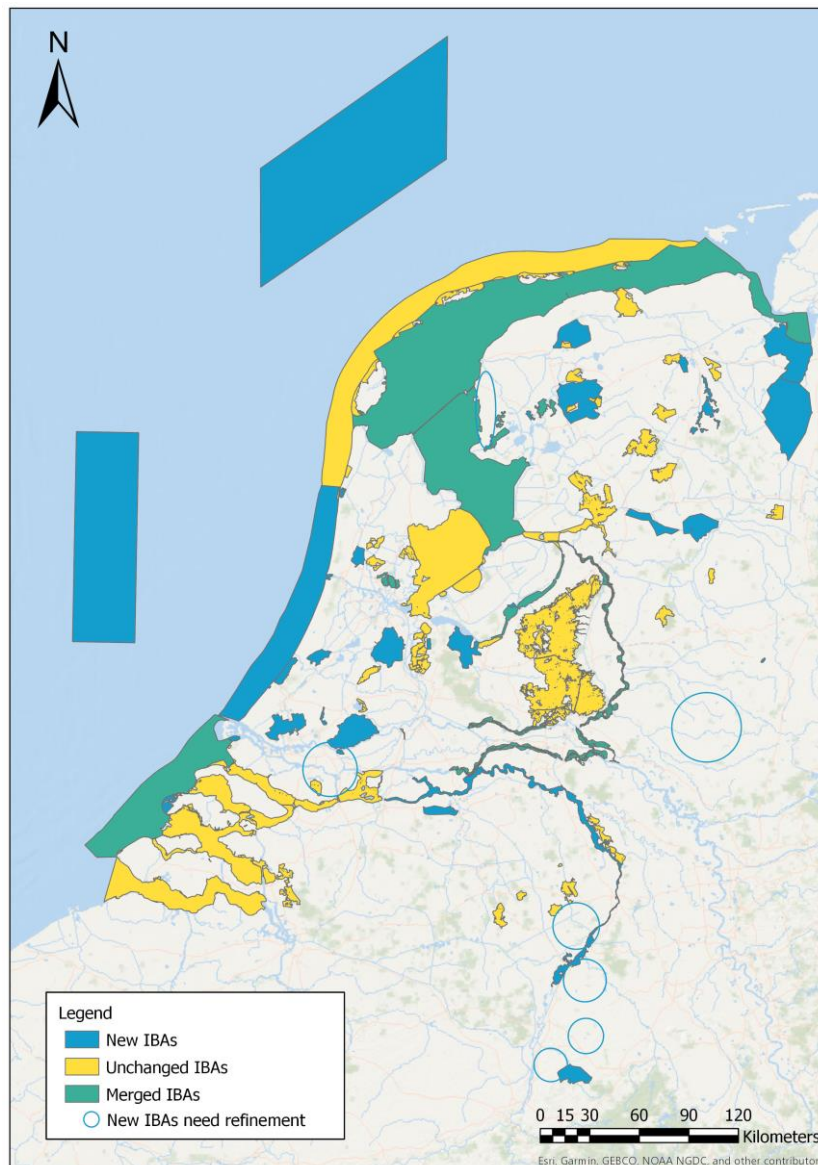 N
Legend
New IBAs
Unchanged IBAs
Merged IBAs
New IBAs need refinement
0 15 30 60 90 120
Kilometers
Esri, Garmin, GEBCO, NOAA NGDC, and other contributor